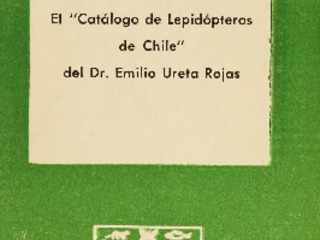 El "Catálogo de Lepidópteros
de Chile"
del Dr. Emilio Ureta Rojas